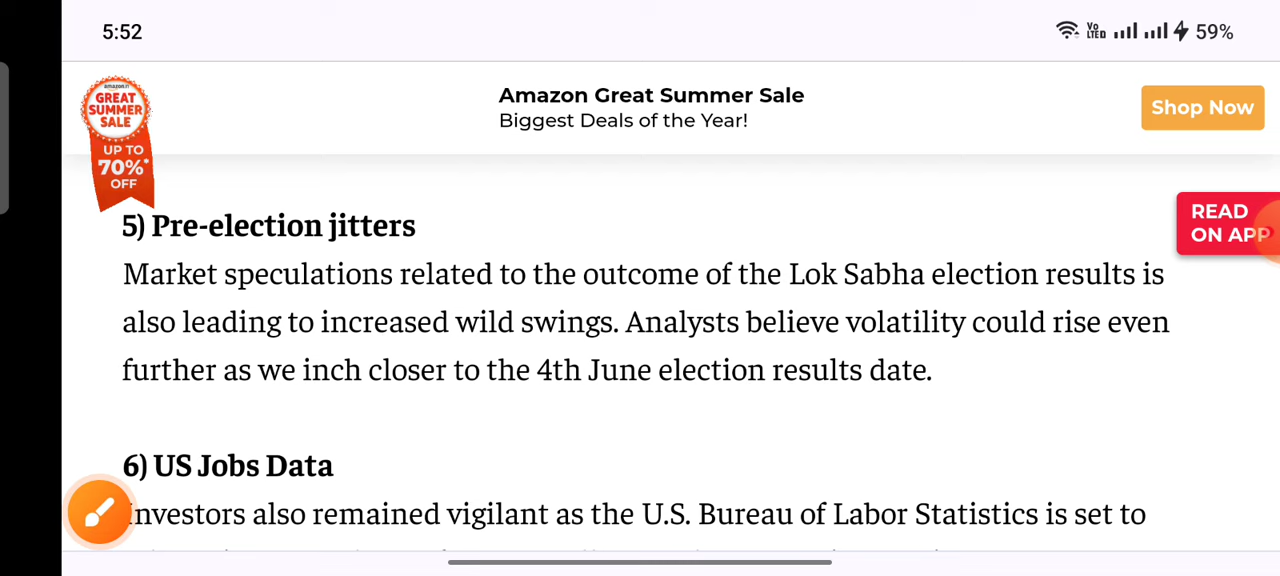 5:52
Vo
LTED
59%
amazon.in
GREAT
SUMMER
SALE
UP TO
70%*
OFF
Amazon Great Summer Sale
Biggest Deals of the Year!
Shop Now
READ
ON APP
5) Pre-election jitters
Market speculations related to the outcome of the Lok Sabha election results is
also leading to increased wild swings. Analysts believe volatility could rise even
further as we inch closer to the 4th June election results date.
6) US Jobs Data
Investors also remained vigilant as the U.S. Bureau of Labor Statistics is set to